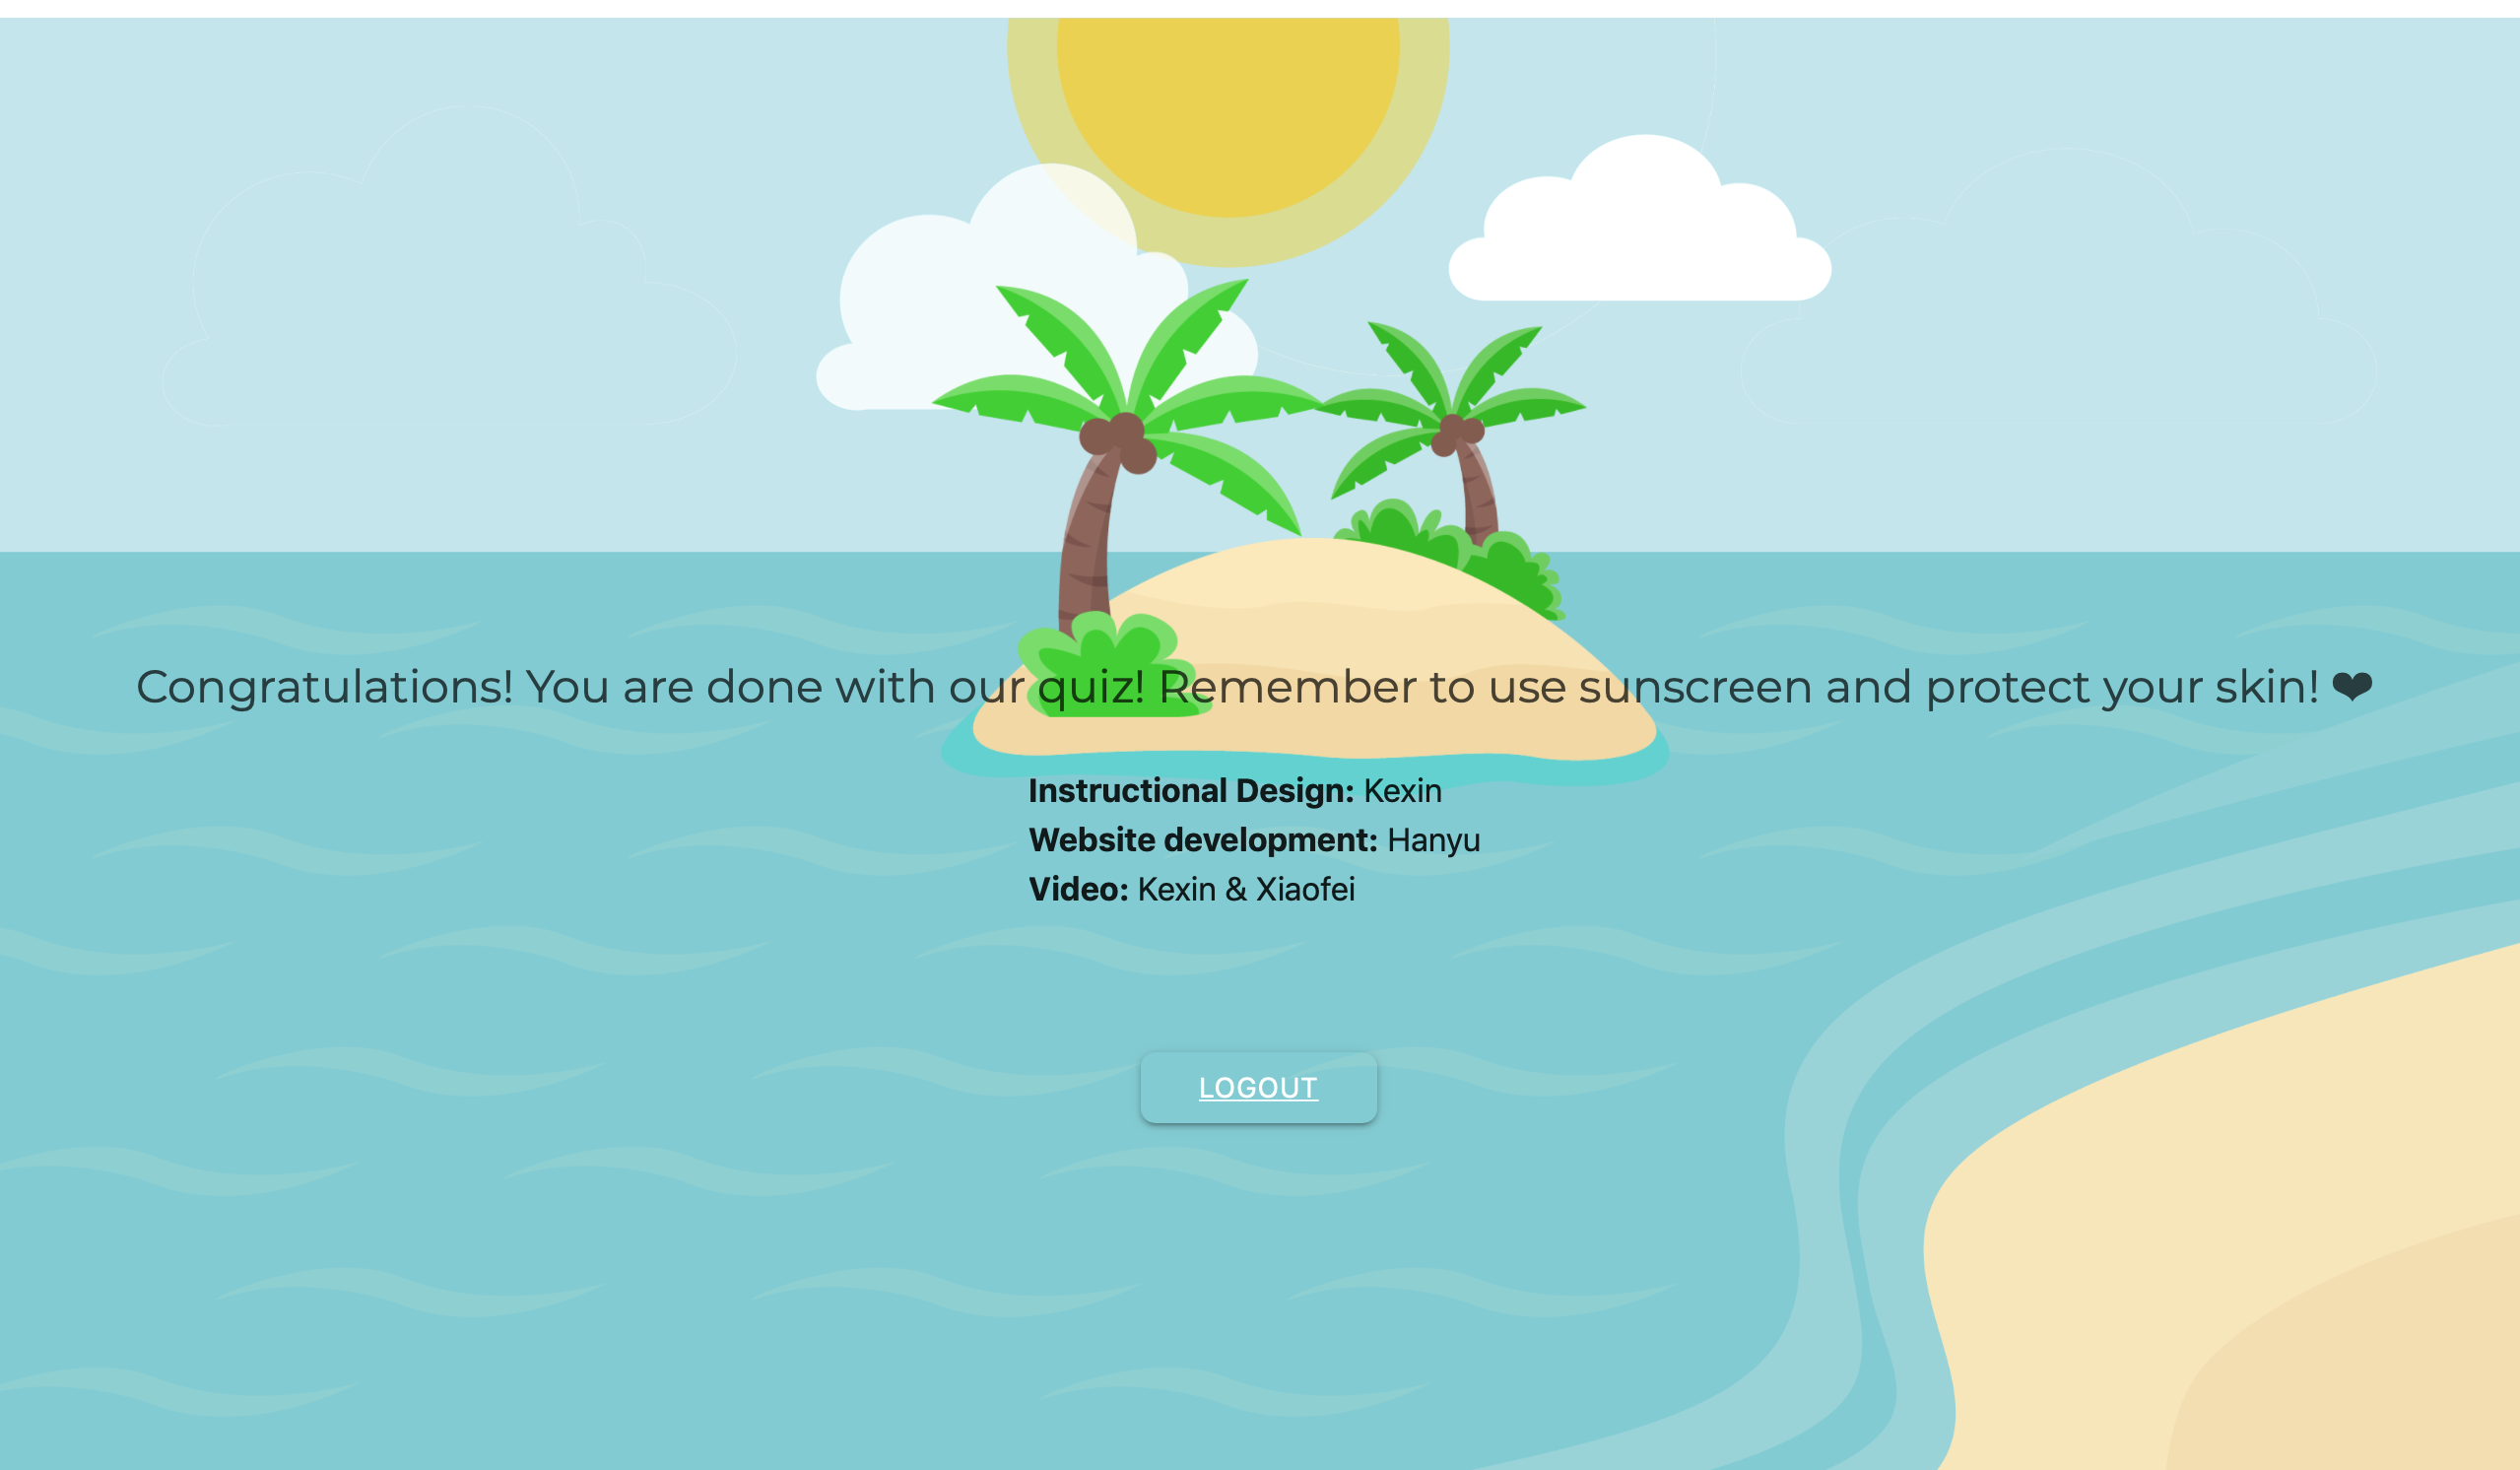 Congratulations! You are done with our quiz! Remember to use sunscreen and protect your skin! ❤
Instructional Design: Kexin
Website development: Hanyu
Video: Kexin & Xiaofei
LOGOUT